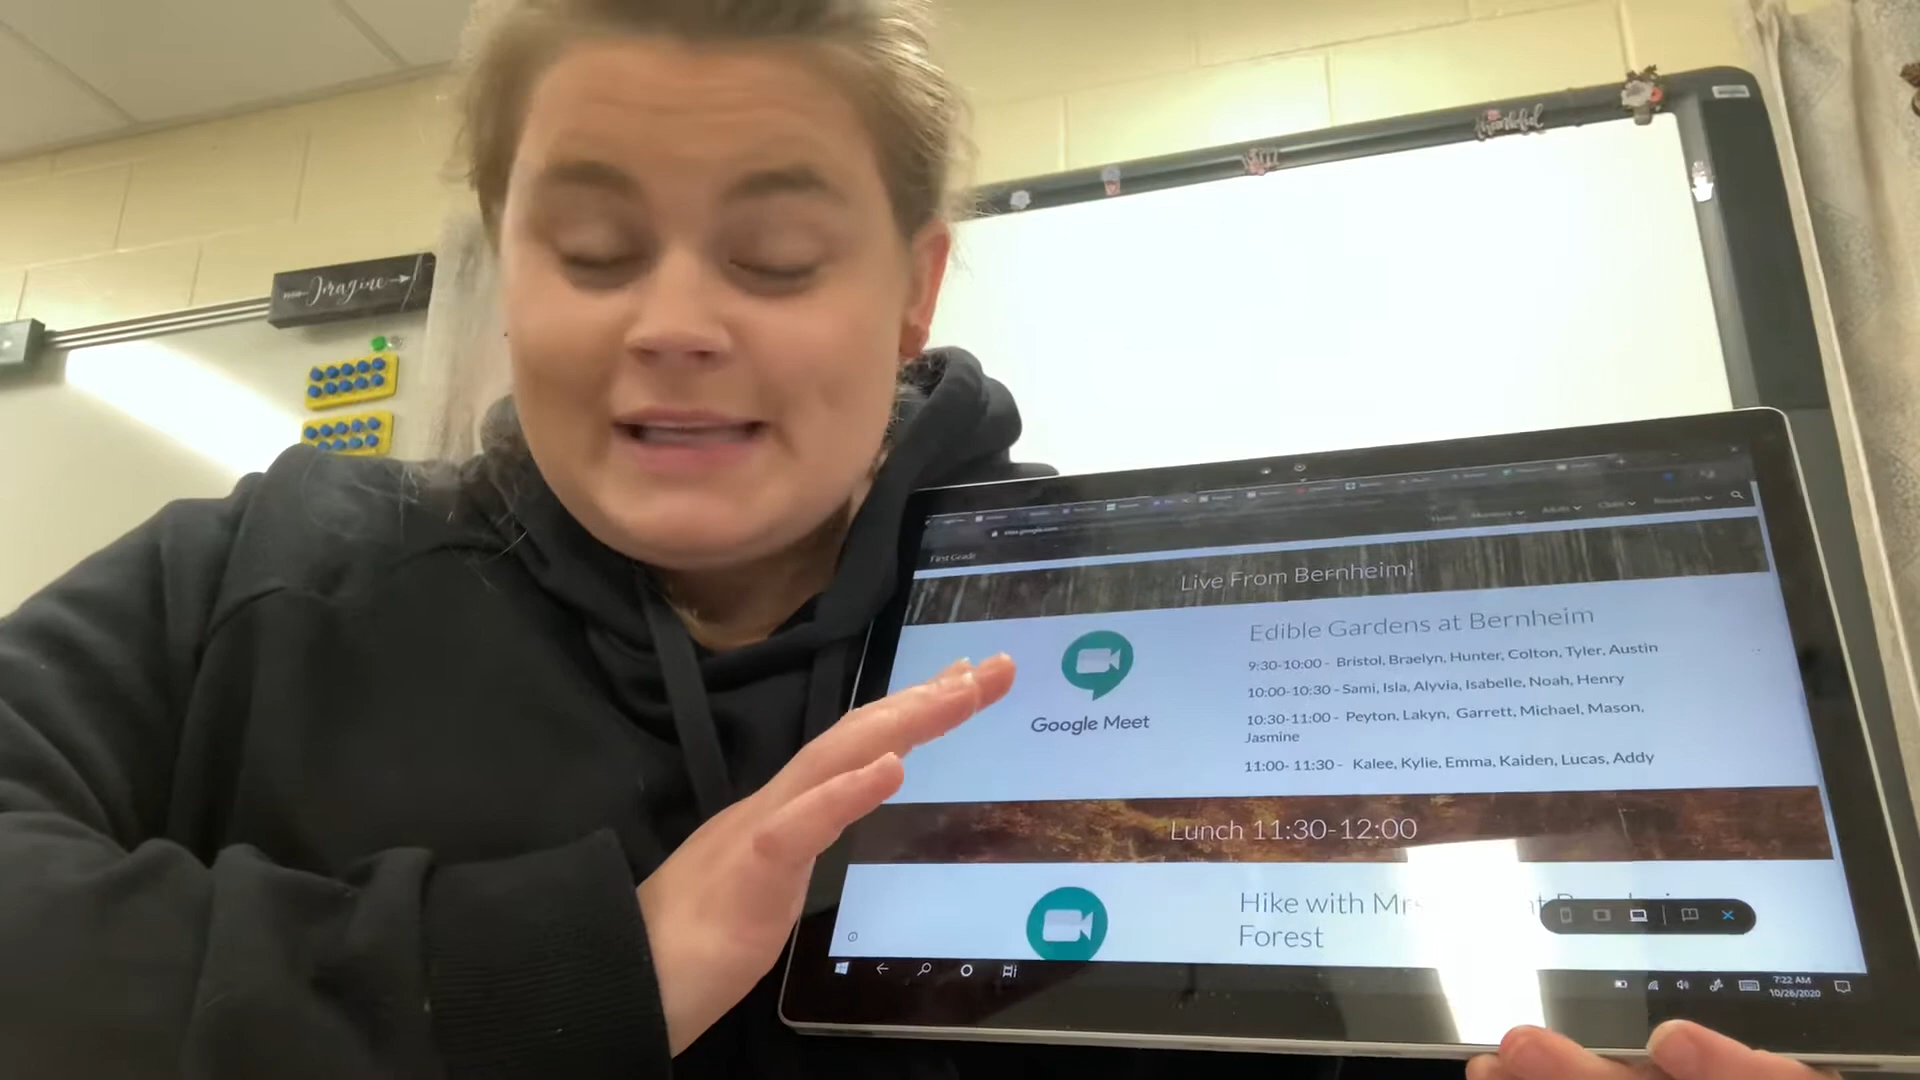 thankful
Imagine
First Grade
Live From Bernheim!
Edible Gardens at Bernheim
9:30-10:00 - Bristol, Braelyn, Hunter, Colton, Tyler, Austin
10:00-10:30 - Sami, Isla, Alyvia, Isabelle, Noah, Henry
Google Meet
10:30-11:00 - Peyton, Lakyn, Garrett, Michael, Mason,
Jasmine
11:00- 11:30 - Kalee, Kylie, Emma, Kaiden, Lucas, Addy
Lunch 11:30-12:00
Hike with
Forest
7:22 AM
10/26/2020